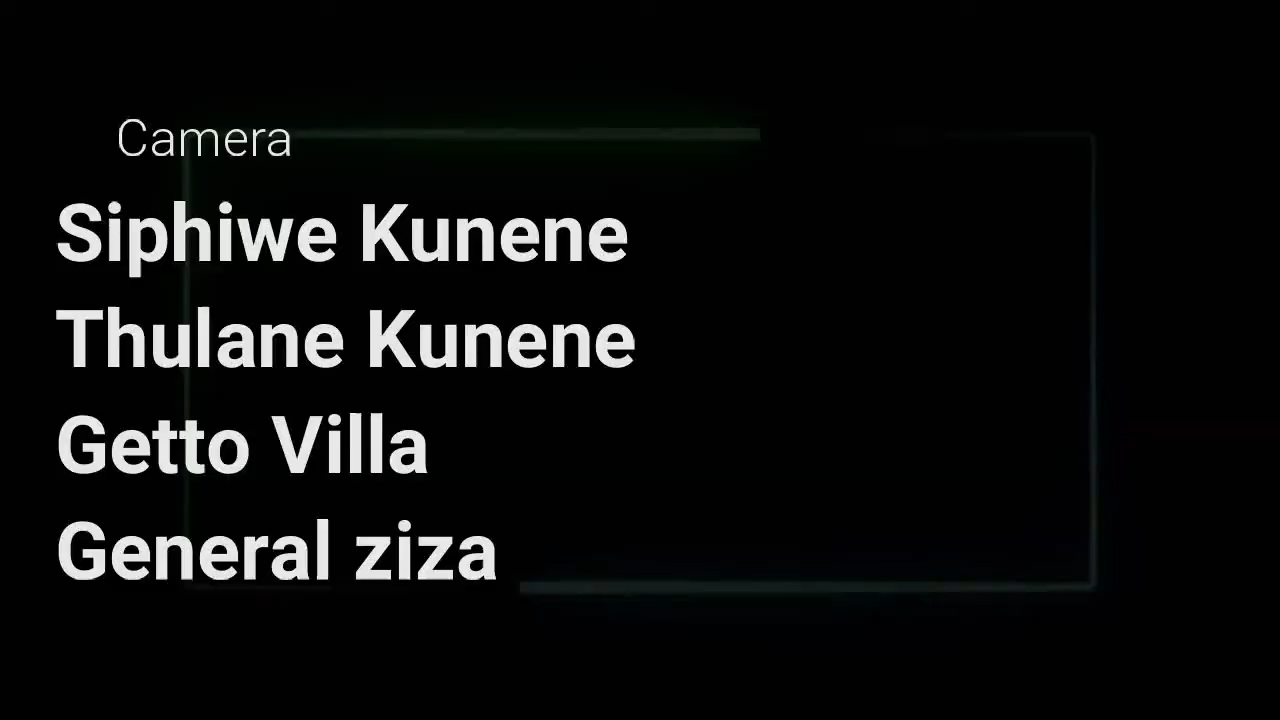 Camera
Siphiwe Kunene
Thulane Kunene
Getto Villa
General ziza